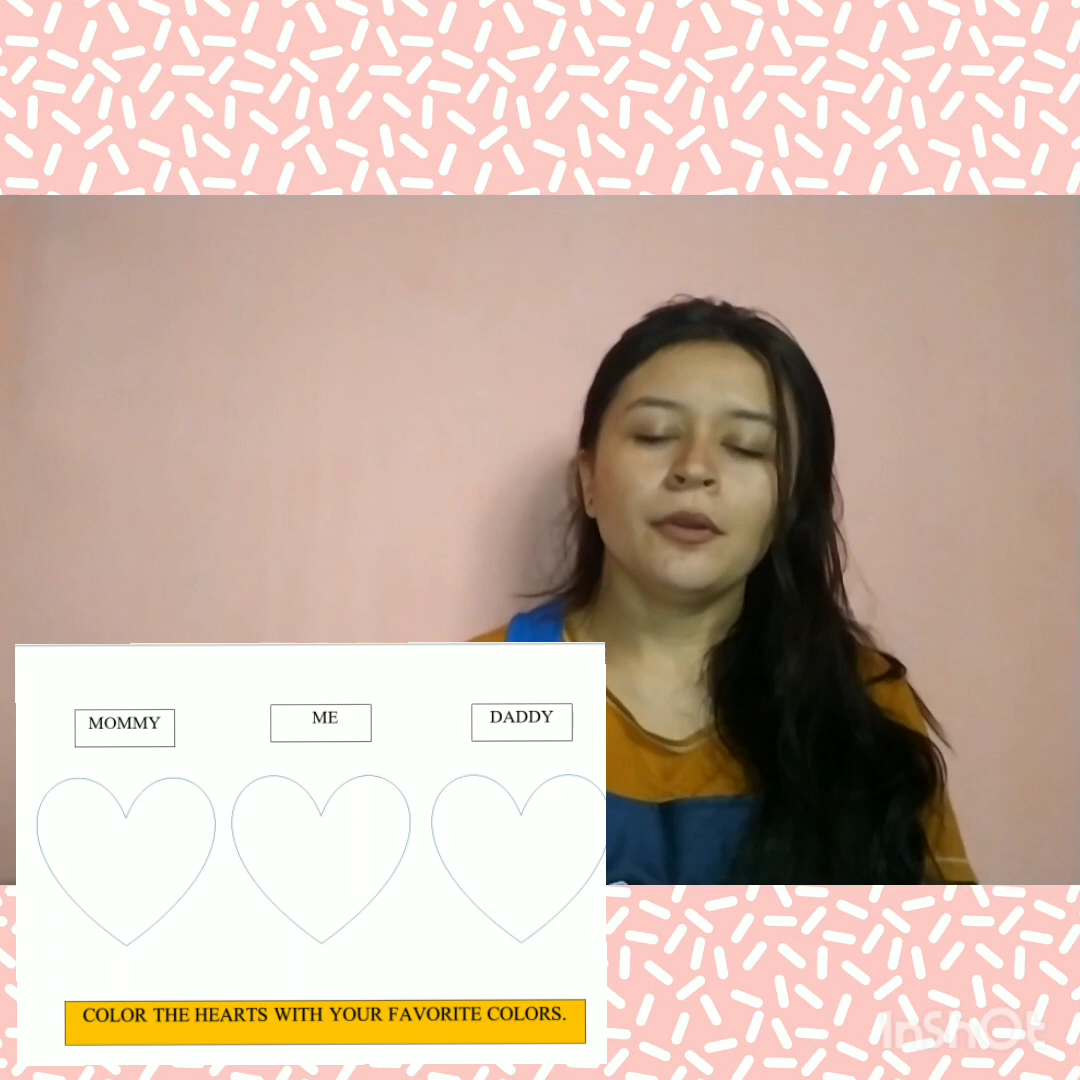 MOMMY
ME
DADDY
COLOR THE HEARTS WITH YOUR FAVORITE COLORS.
InShOt